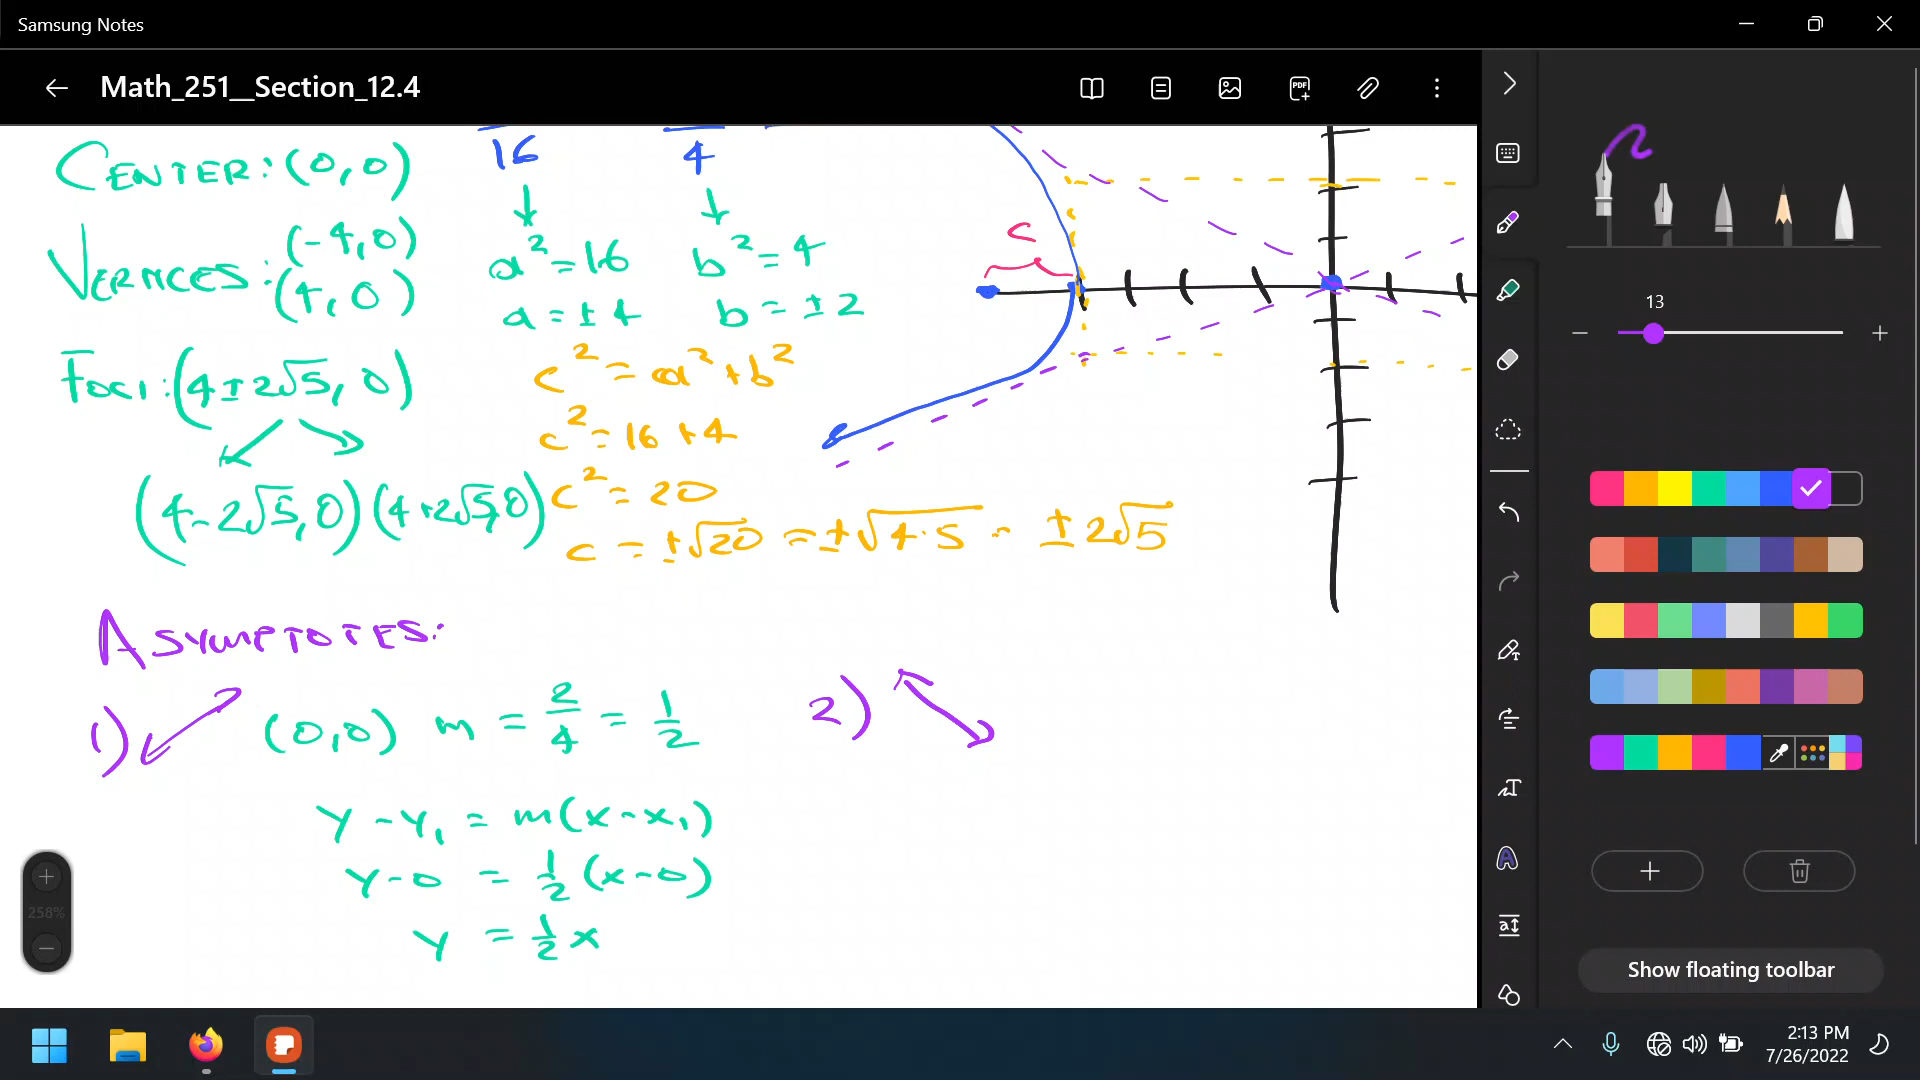 Samsung Notes
Math_251__Section_12.4
CENTER: (0,0)
16 4
VERTICES: (-4,0)
(4,0)
a² = 16 b² = 4
a = ±4 b = ±2
FOCI: (4±2√5, 0)
(4-2√5,0) (4+2√5,0)
c² = a² + b²
c² = 16 + 4
c² = 20
c = ±√20 = ±√4·5 = ±2√5
c
ASYMPTOTES:
1) (0,0) m = 2/4 = 1/2
2)
y - y₁ = m(x - x₁)
y - 0 = 1/2 (x - 0)
y = 1/2 x
258%
13
PDF
Show floating toolbar
2:13 PM
7/26/2022